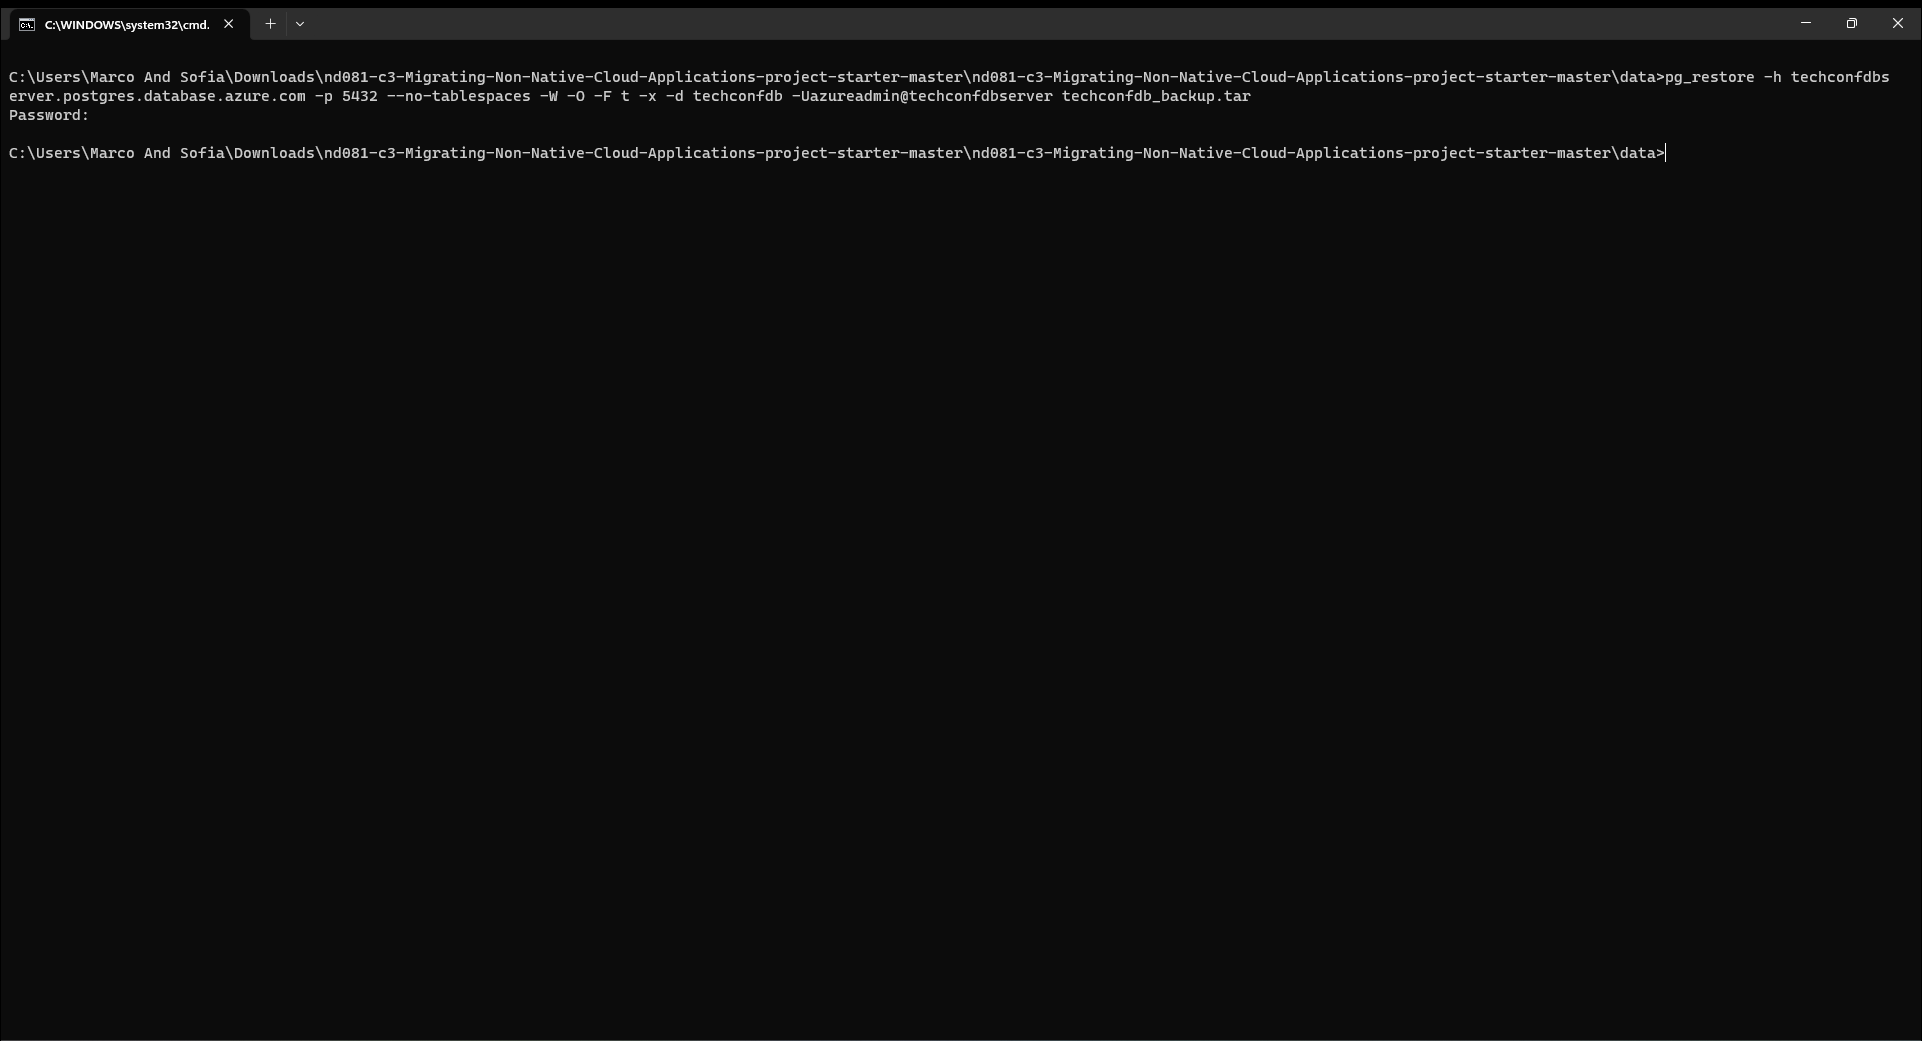 C:\WINDOWS\system32\cmd.
C:\Users\Marco And Sofia\Downloads\nd081-c3-Migrating-Non-Native-Cloud-Applications-project-starter-master\nd081-c3-Migrating-Non-Native-Cloud-Applications-project-starter-master\data>pg_restore -h techconfdbs
erver.postgres.database.azure.com -p 5432 --no-tablespaces -W -O -F t -x -d techconfdb -Uazureadmin@techconfdbserver techconfdb_backup.tar
Password:
C:\Users\Marco And Sofia\Downloads\nd081-c3-Migrating-Non-Native-Cloud-Applications-project-starter-master\nd081-c3-Migrating-Non-Native-Cloud-Applications-project-starter-master\data>